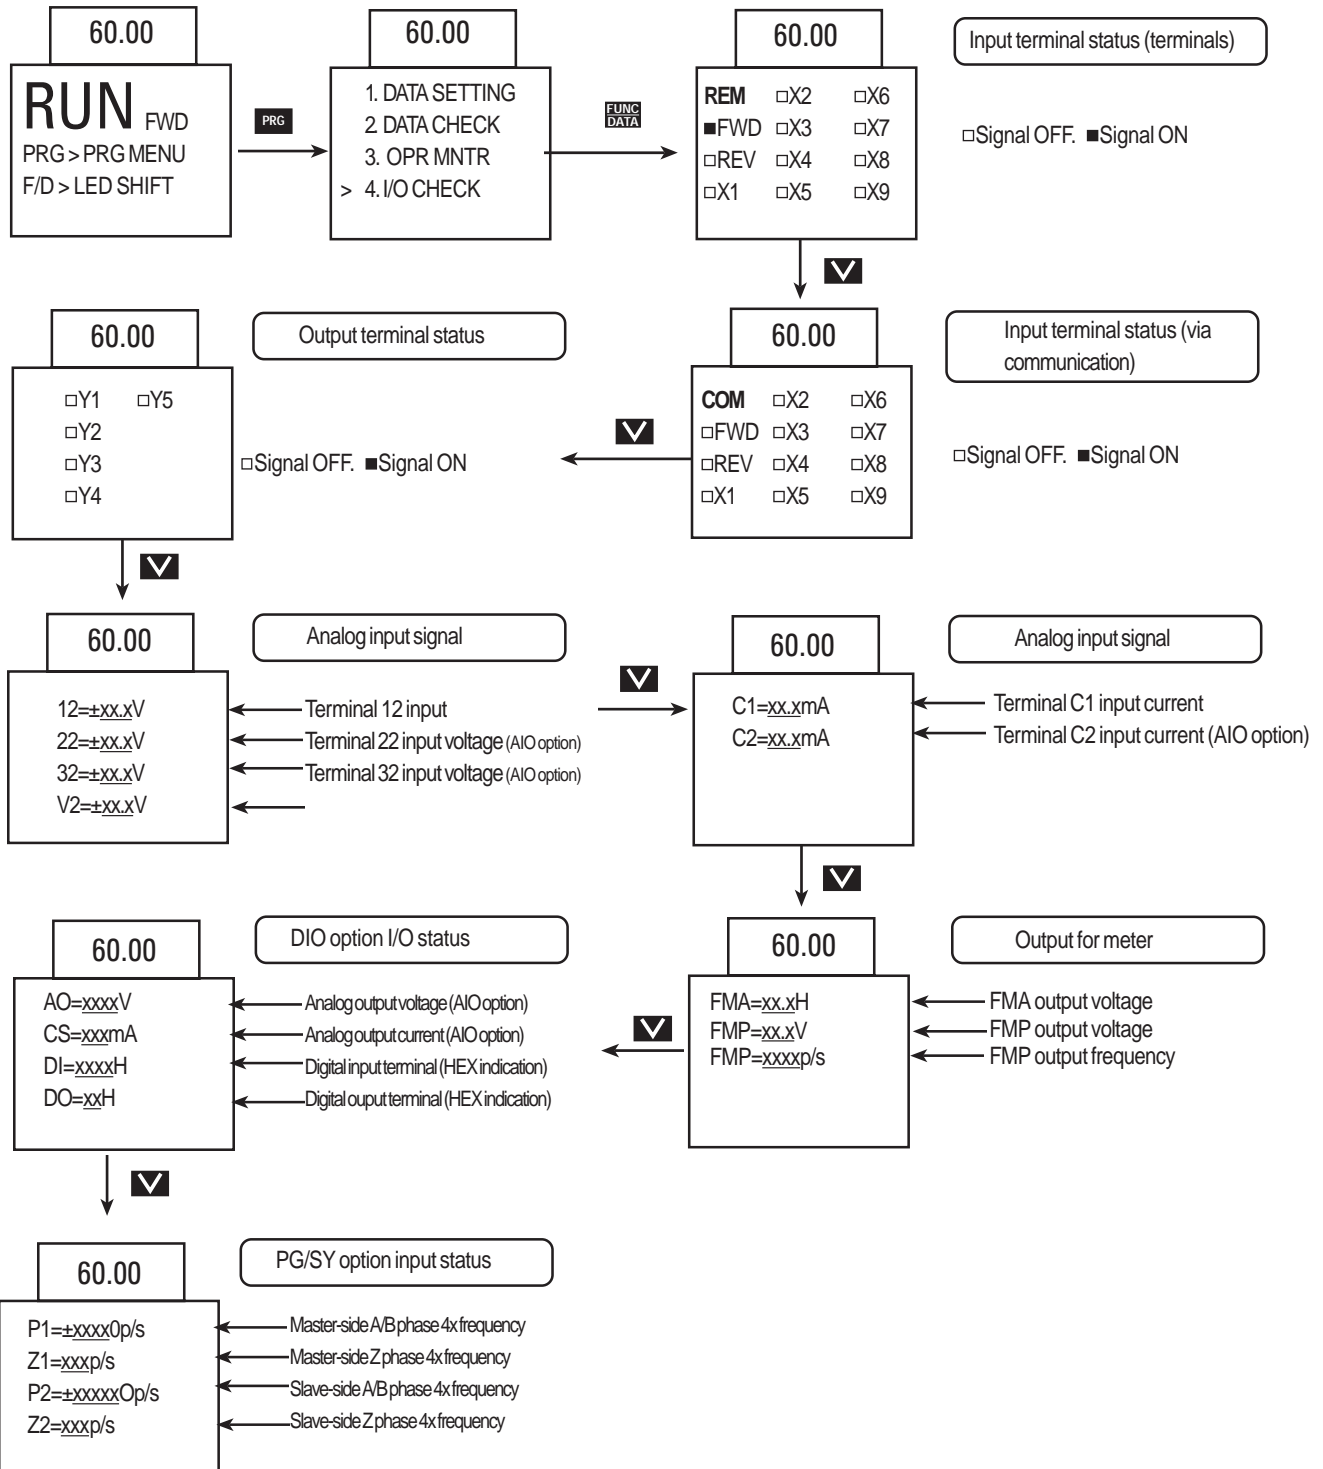 60.00
RUN FWD
PRG > PRG MENU
F/D > LED SHIFT
PRG
60.00
1. DATA SETTING
2. DATA CHECK
3. OPR MNTR
> 4. I/O CHECK
FUNC
DATA
60.00
REM □X2 □X6
■FWD □X3 □X7
□REV □X4 □X8
□X1 □X5 □X9
Input terminal status (terminals)
□Signal OFF. ■Signal ON
60.00
COM □X2 □X6
□FWD □X3 □X7
□REV □X4 □X8
□X1 □X5 □X9
Input terminal status (via
communication)
□Signal OFF. ■Signal ON
60.00
□Y1 □Y5
□Y2
□Y3
□Y4
Output terminal status
□Signal OFF. ■Signal ON
60.00
12=±xx.xV
22=±xx.xV
32=±xx.xV
V2=±xx.xV
Analog input signal
Terminal 12 input
Terminal 22 input voltage (AIO option)
Terminal 32 input voltage (AIO option)
60.00
C1=xx.xmA
C2=xx.xmA
Analog input signal
Terminal C1 input current
Terminal C2 input current (AIO option)
60.00
FMA=xx.xH
FMP=xx.xV
FMP=xxxxp/s
Output for meter
FMA output voltage
FMP output voltage
FMP output frequency
60.00
AO=xxxxV
CS=xxxmA
DI=xxxxH
DO=xxH
DIO option I/O status
Analog output voltage (AIO option)
Analog output current (AIO option)
Digital input terminal (HEX indication)
Digital ouput terminal (HEX indication)
60.00
P1=±xxxx0p/s
Z1=xxxp/s
P2=±xxxxxOp/s
Z2=xxxp/s
PG/SY option input status
Master-side A/B phase 4x frequency
Master-side Z phase 4x frequency
Slave-side A/B phase 4x frequency
Slave-side Z phase 4x frequency